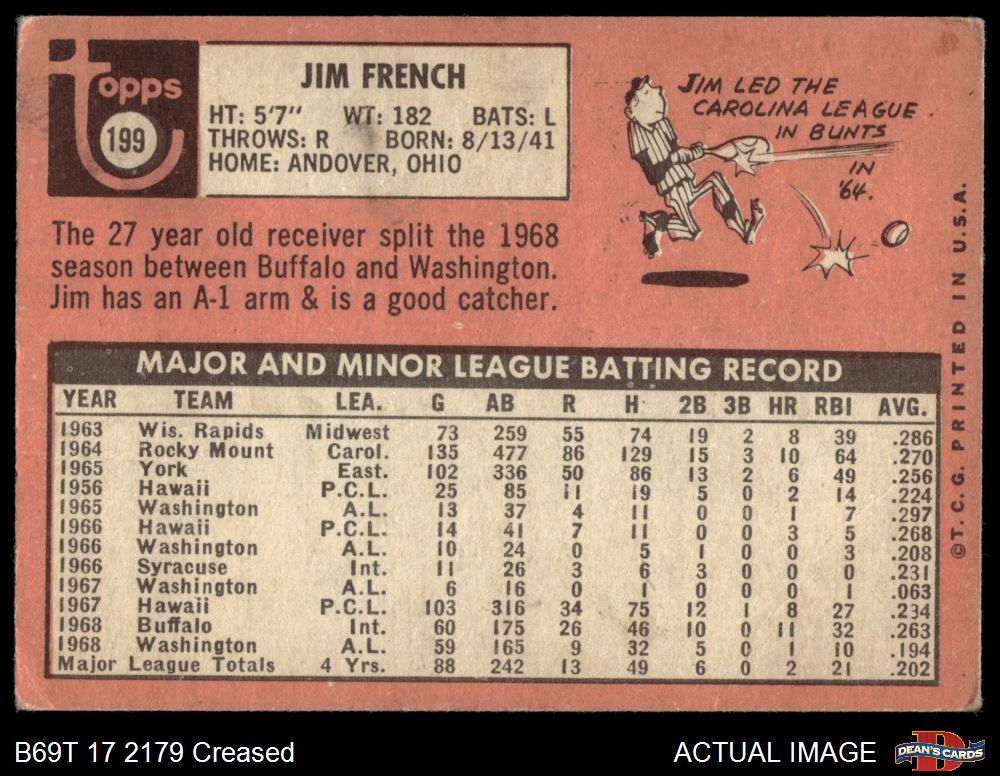 Topps
199
JIM FRENCH
HT: 5'7" WT: 182 BATS: L
THROWS: R BORN: 8/13/41
HOME: ANDOVER, OHIO
JIM LED THE
CAROLINA LEAGUE
IN BUNTS
IN
'64.
The 27 year old receiver split the 1968
season between Buffalo and Washington.
Jim has an A-1 arm & is a good catcher.
MAJOR AND MINOR LEAGUE BATTING RECORD
YEAR TEAM LEA. G AB R H 2B 3B HR RBI AVG.
1963 Wis. Rapids Midwest 73 259 55 74 19 2 8 39 .286
1964 Rocky Mount Carol. 135 477 86 129 15 3 10 64 .270
1965 York East. 102 336 50 86 13 2 6 49 .256
1956 Hawaii P.C.L. 25 85 11 19 5 0 2 14 .224
1965 Washington A.L. 13 37 4 11 0 0 1 7 .297
1966 Hawaii P.C.L. 14 41 7 11 0 0 3 5 .268
1966 Washington A.L. 10 24 0 5 1 0 0 3 .208
1966 Syracuse Int. 11 26 3 6 3 0 0 0 .231
1967 Washington A.L. 6 16 0 1 0 0 0 1 .063
1967 Hawaii P.C.L. 103 316 34 75 12 1 8 27 .234
1968 Buffalo Int. 60 175 26 46 10 0 11 32 .263
1968 Washington A.L. 59 165 9 32 5 0 1 10 .194
Major League Totals 4 Yrs. 88 242 13 49 6 0 2 21 .202
©T.C.G. PRINTED IN U.S.A.
B69T 17 2179 Creased
ACTUAL IMAGE
D
DEAN'S CARDS